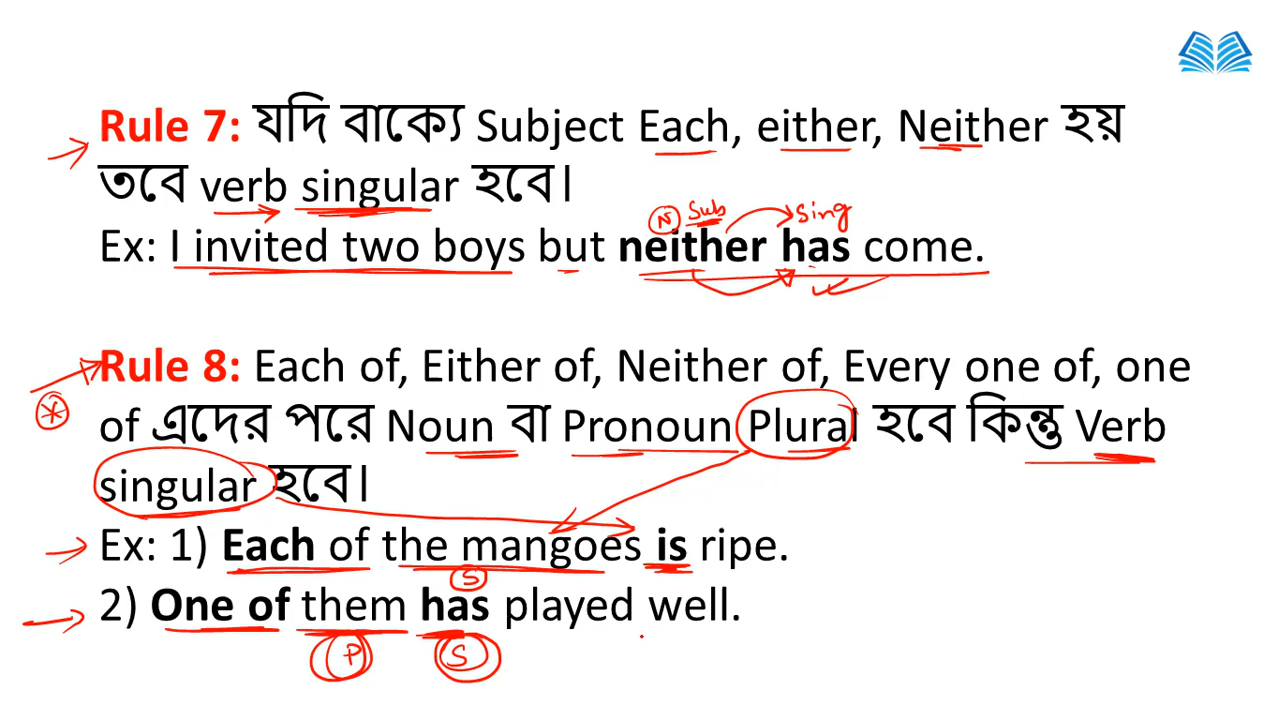 Rule 7: যদি বাক্যে Subject Each, either, Neither হয়
তবে verb singular হবে।
N Sub sing
Ex: I invited two boys but neither has come.
Rule 8: Each of, Either of, Neither of, Every one of, one
of এদের পরে Noun বা Pronoun Plural হবে কিন্তু Verb
singular হবে।
Ex: 1) Each of the mangoes is ripe.
S
2) One of them has played well.
P S